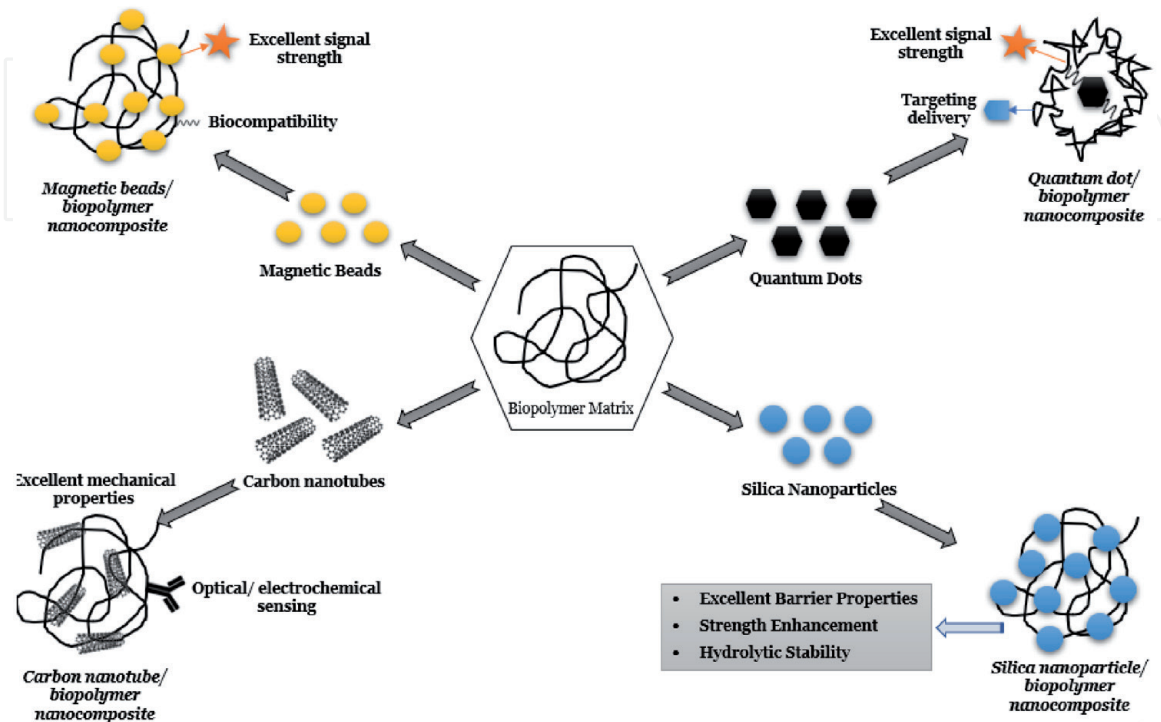 Excellent signal
strength
Biocompatibility
Magnetic beads/
biopolymer
nanocomposite
Magnetic Beads
Excellent signal
strength
Targeting
delivery
Quantum dot/
biopolymer
nanocomposite
Quantum Dots
Biopolymer Matrix
Carbon nanotubes
Excellent mechanical
properties
Optical/ electrochemical
sensing
Carbon nanotube/
biopolymer
nanocomposite
Silica Nanoparticles
• Excellent Barrier Properties
• Strength Enhancement
• Hydrolytic Stability
Silica nanoparticle/
biopolymer
nanocomposite